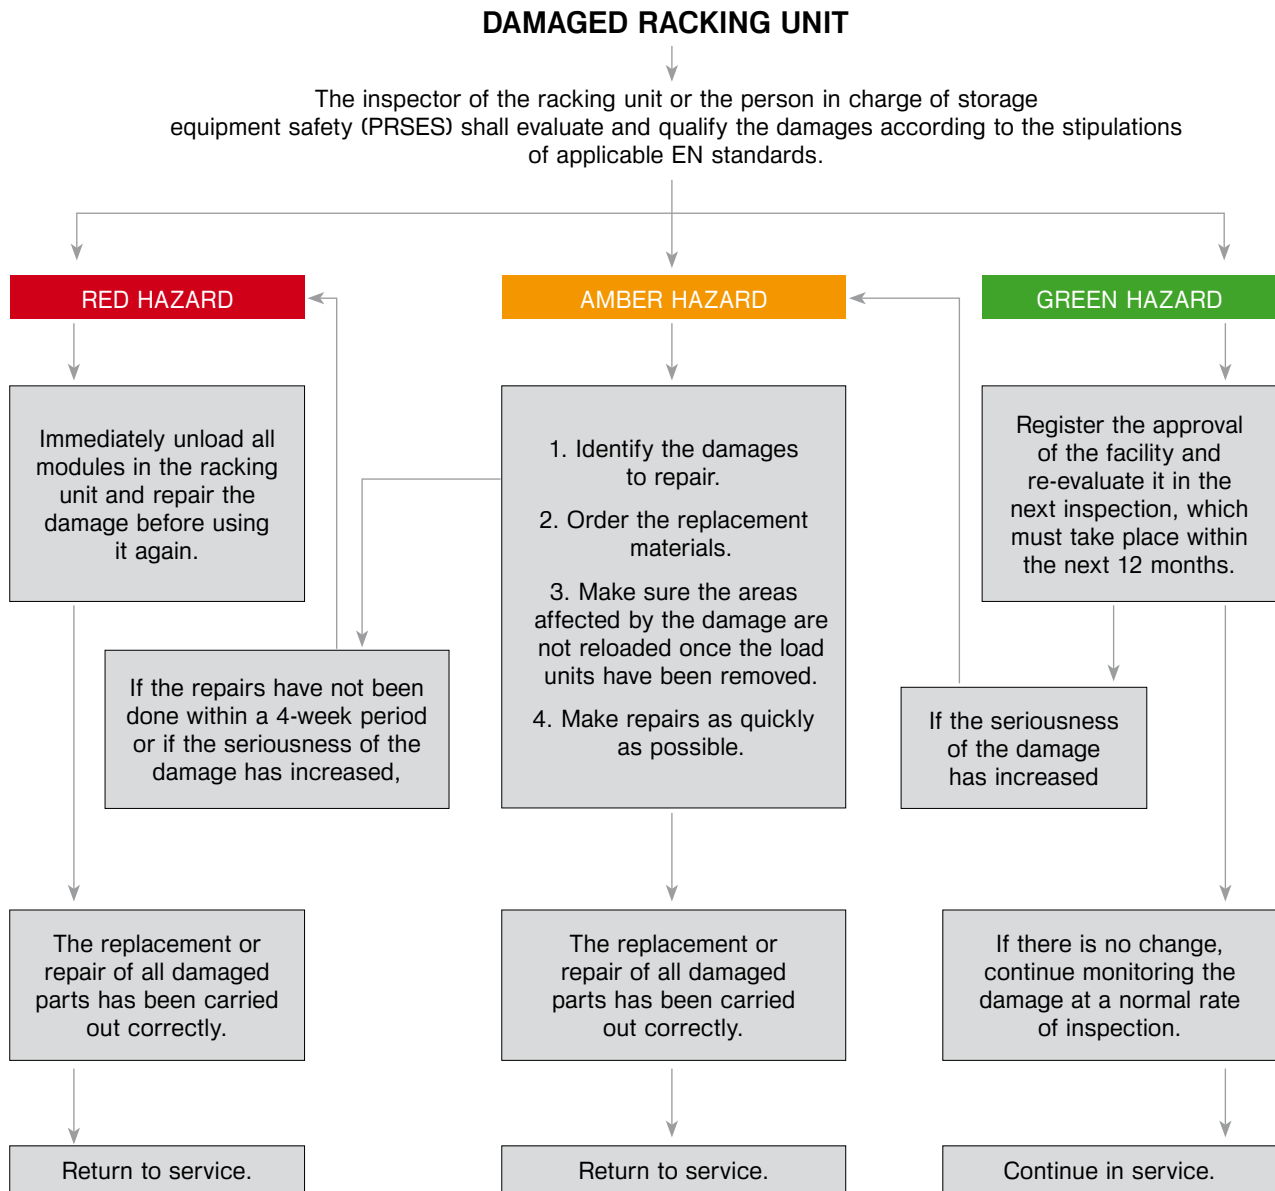 DAMAGED RACKING UNIT
The inspector of the racking unit or the person in charge of storage
equipment safety (PRSES) shall evaluate and qualify the damages according to the stipulations
of applicable EN standards.
RED HAZARD
Immediately unload all
modules in the racking
unit and repair the
damage before using
it again.
If the repairs have not been
done within a 4-week period
or if the seriousness of the
damage has increased,
The replacement or
repair of all damaged
parts has been carried
out correctly.
Return to service.
AMBER HAZARD
1. Identify the damages
to repair.
2. Order the replacement
materials.
3. Make sure the areas
affected by the damage are
not reloaded once the load
units have been removed.
4. Make repairs as quickly
as possible.
The replacement or
repair of all damaged
parts has been carried
out correctly.
Return to service.
GREEN HAZARD
Register the approval
of the facility and
re-evaluate it in the
next inspection, which
must take place within
the next 12 months.
If the seriousness
of the damage
has increased
If there is no change,
continue monitoring the
damage at a normal rate
of inspection.
Continue in service.